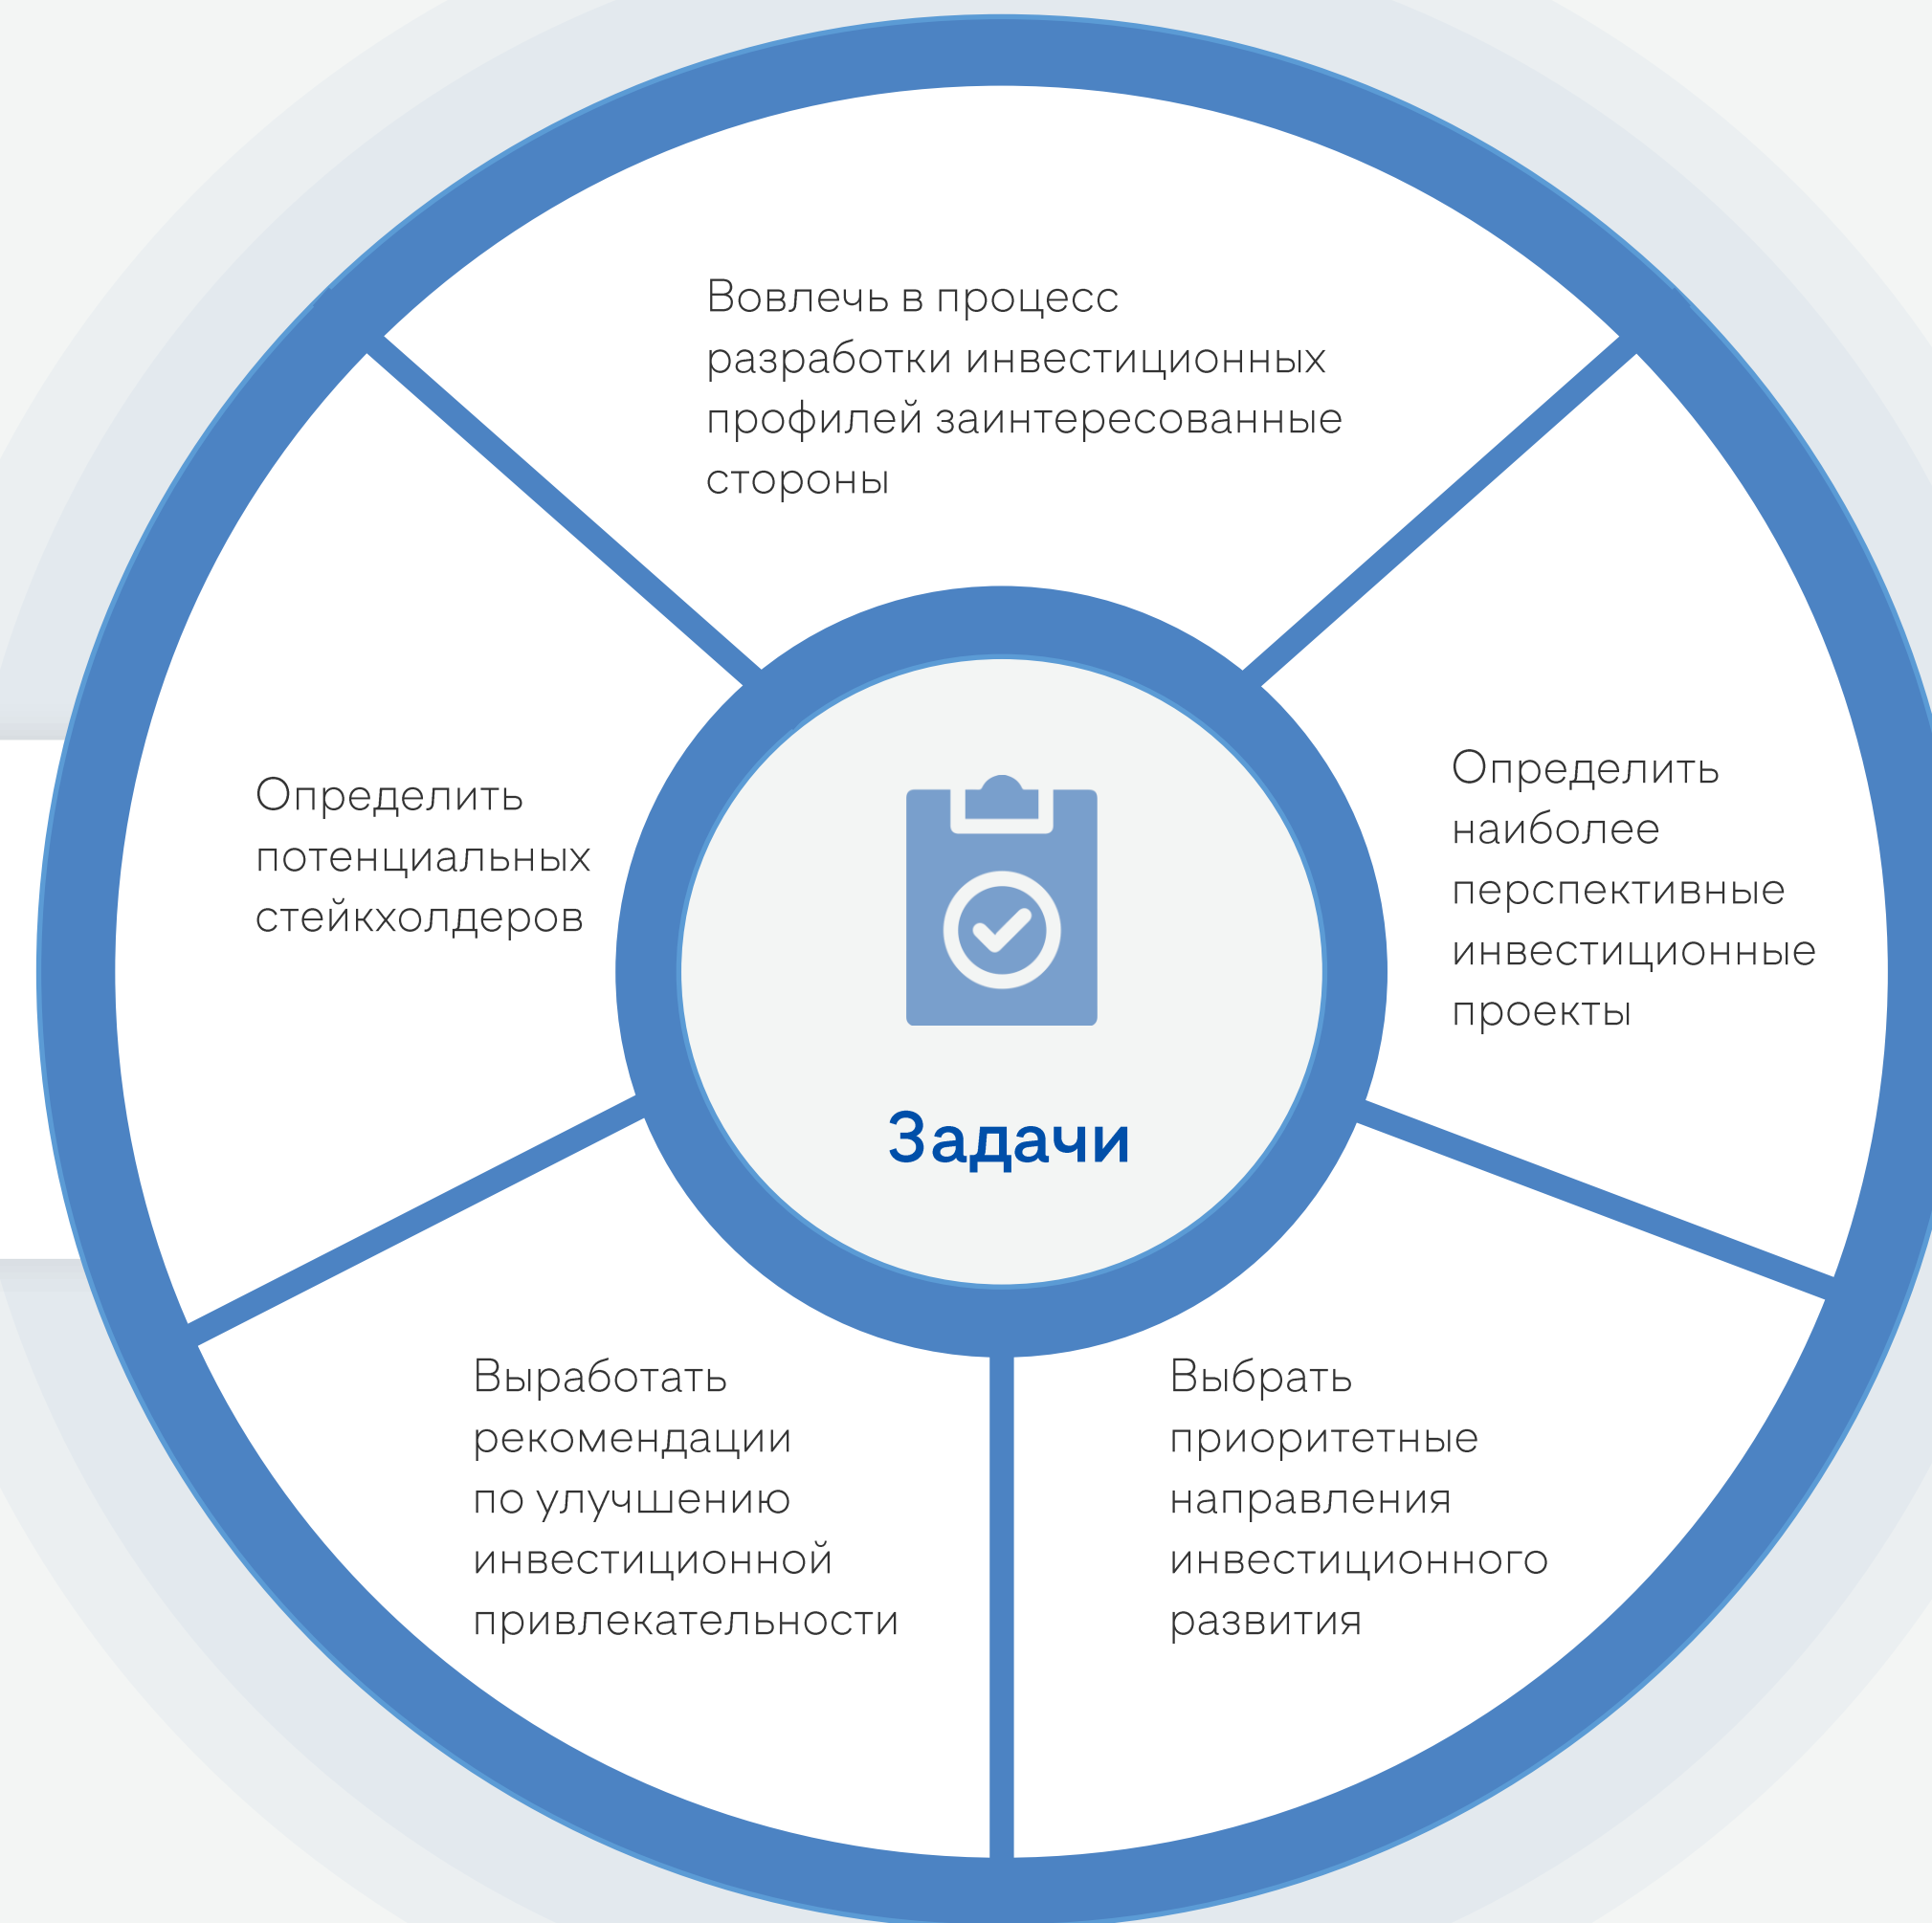 Вовлечь в процесс
разработки инвестиционных
профилей заинтересованные
стороны
Определить
потенциальных
стейкхолдеров
Определить
наиболее
перспективные
инвестиционные
проекты
Задачи
Выработать
рекомендации
по улучшению
инвестиционной
привлекательности
Выбрать
приоритетные
направления
инвестиционного
развития